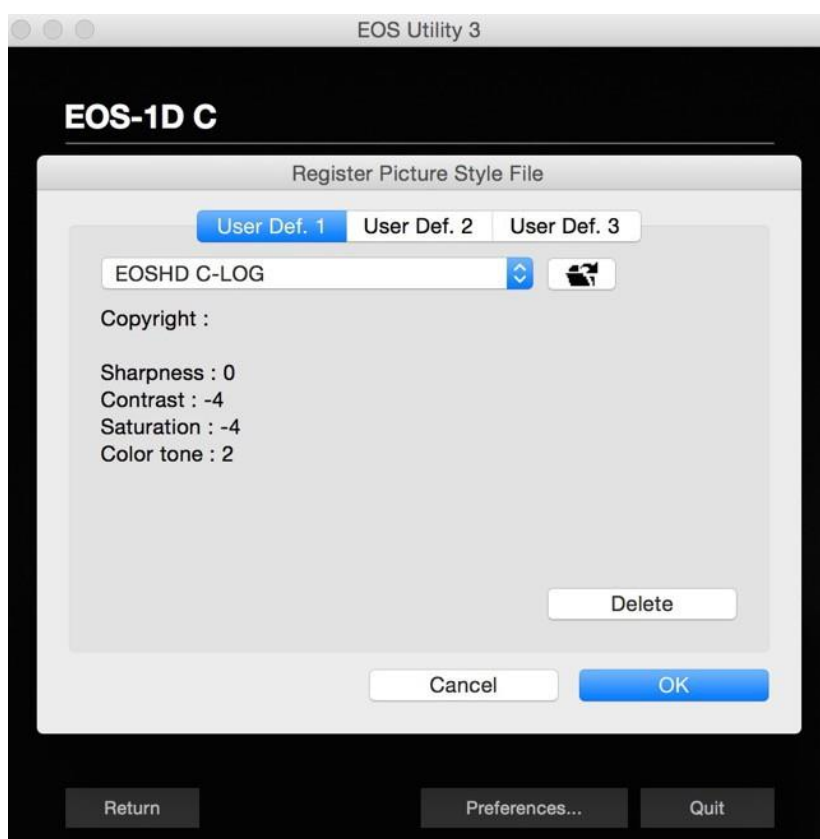 EOS Utility 3
EOS-1D C
Register Picture Style File
User Def. 1 User Def. 2 User Def. 3
EOSHD C-LOG
Copyright :
Sharpness : 0
Contrast : -4
Saturation : -4
Color tone : 2
Delete
Cancel OK
Return Preferences... Quit